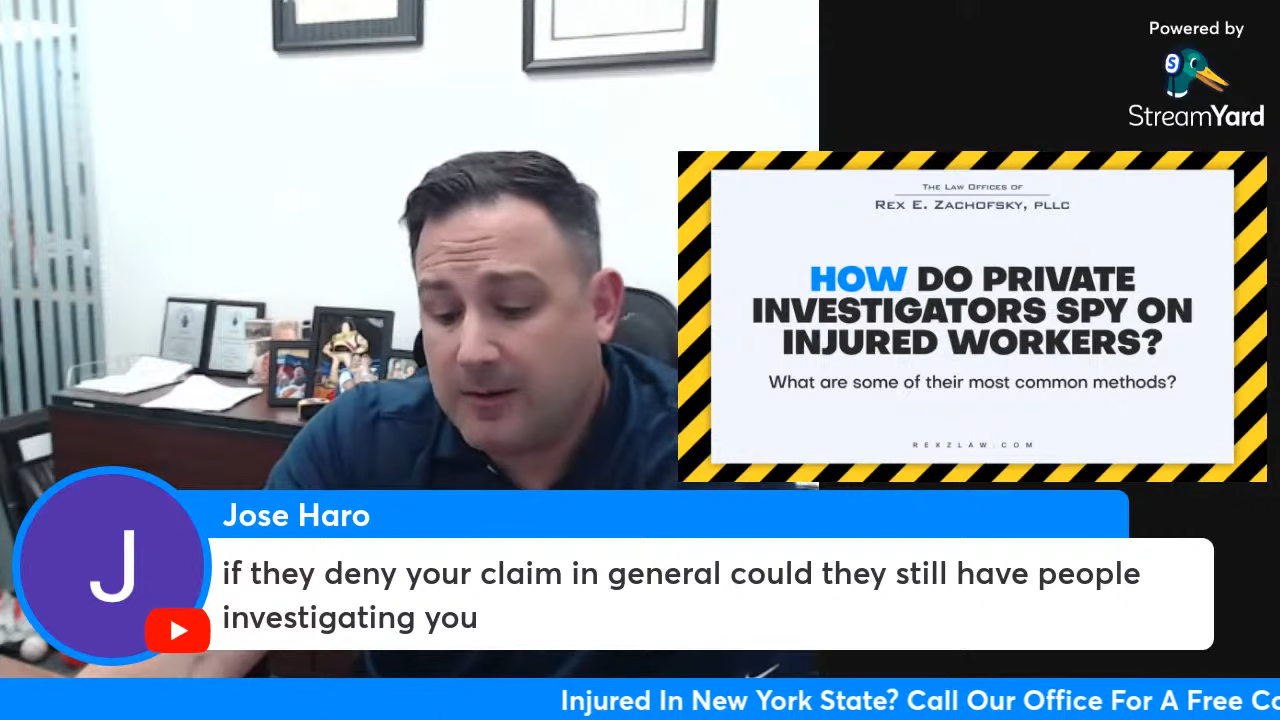 Powered by
S
StreamYard
THE LAW OFFICES OF
REX E. ZACHOFSKY, PLLC
HOW DO PRIVATE
INVESTIGATORS SPY ON
INJURED WORKERS?
What are some of their most common methods?
REXZLAW.COM
J
Jose Haro
if they deny your claim in general could they still have people
investigating you
Injured In New York State? Call Our Office For A Free Co